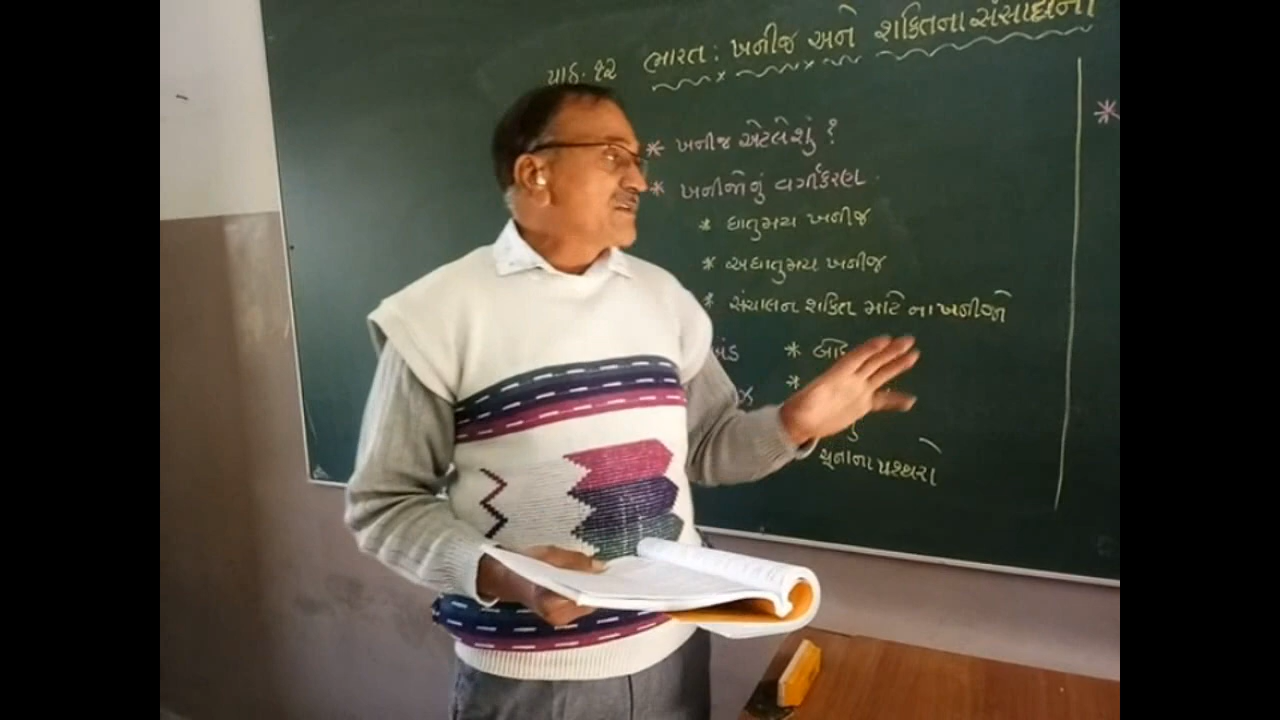 પાઠ. ૧૨ ભારત : ખનીજ અને શક્તિના સંસાધનો
* ખનીજ એટલે શું ?
* ખનીજોનું વર્ગીકરણ
* ધાતુમય ખનીજ
* અધાતુમય ખનીજ
* સંચાલન શક્તિ માટે ના ખનીજો
ચૂનાના પથ્થરો